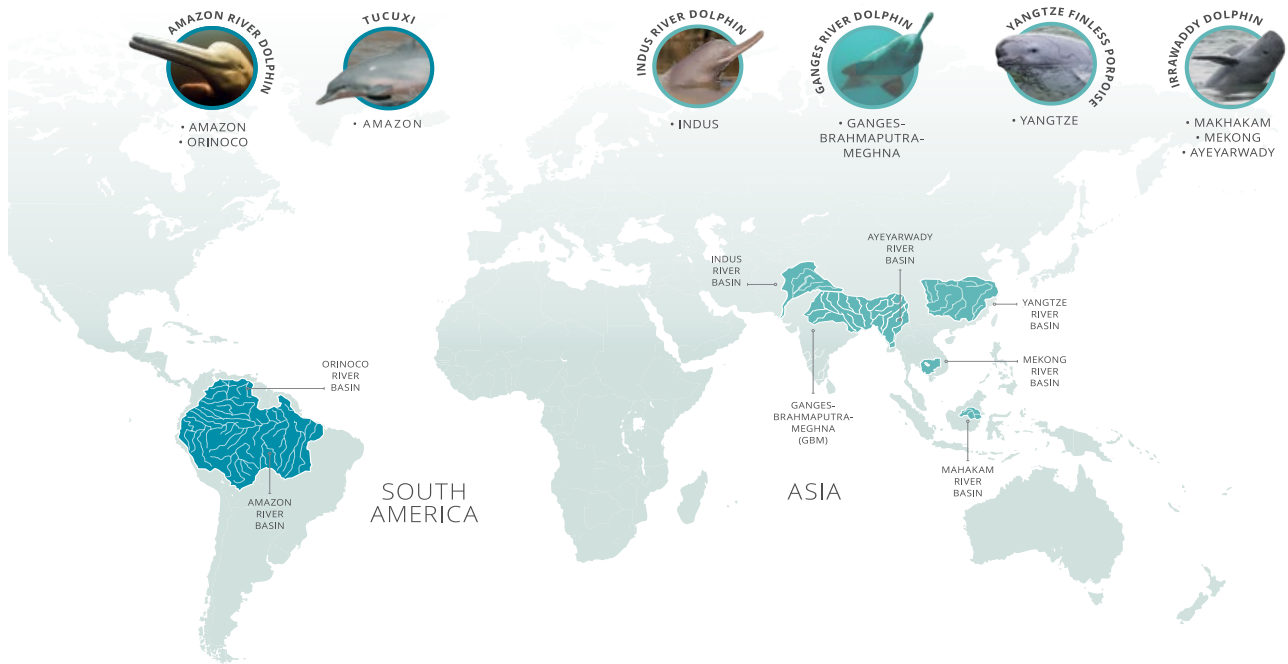 AMAZON RIVER DOLPHIN
• AMAZON
• ORINOCO
TUCUXI
• AMAZON
INDUS RIVER DOLPHIN
• INDUS
GANGES RIVER DOLPHIN
• GANGES-
BRAHMAPUTRA-
MEGHNA
YANGTZE FINLESS PORPOISE
• YANGTZE
IRRAWADDY DOLPHIN
• MAKHAKAM
• MEKONG
• AYEYARWADY
AYEYARWADY
RIVER
BASIN
INDUS
RIVER
BASIN
YANGTZE
RIVER
BASIN
ORINOCO
RIVER
BASIN
MEKONG
RIVER
BASIN
GANGES-
BRAHMAPUTRA-
MEGHNA
(GBM)
MAHAKAM
RIVER
BASIN
AMAZON
RIVER
BASIN
SOUTH
AMERICA
ASIA